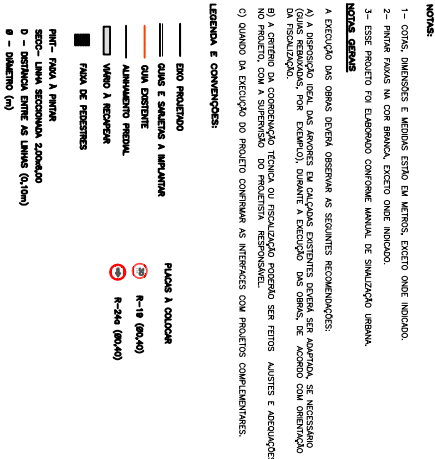 NOTAS:
1- COTAS, DIMENSÕES E MEDIDAS ESTÃO EM METROS, EXCETO ONDE INDICADO.
2- PINTAR FAIXAS NA COR BRANCA, EXCETO ONDE INDICADO.
3- ESSE PROJETO FOI ELABORADO CONFORME MANUAL DE SINALIZAÇÃO URBANA.
NOTAS GERAIS
A EXECUÇÃO DAS OBRAS DEVERÁ OBSERVAR AS SEGUINTES RECOMENDAÇÕES:
A) A DISPOSIÇÃO IDEAL DAS ÁRVORES EM CALÇADAS EXISTENTES DEVERÁ SER ADAPTADA, SE NECESSÁRIO
(GUIAS REBAIXADAS, POR EXEMPLO), DURANTE A EXECUÇÃO DAS OBRAS, DE ACORDO COM ORIENTAÇÃO
DA FISCALIZAÇÃO.
B) A CRITÉRIO DA COORDENAÇÃO TÉCNICA OU FISCALIZAÇÃO PODERÃO SER FEITOS AJUSTES E ADEQUAÇÕES
NO PROJETO, COM A SUPERVISÃO DO PROJETISTA RESPONSÁVEL.
C) QUANDO DA EXECUÇÃO DO PROJETO CONFIRMAR AS INTERFACES COM PROJETOS COMPLEMENTARES.
LEGENDA E CONVENÇÕES:
EIXO PROJETADO
GUIAS E SARJETAS A IMPLANTAR
GUIA EXISTENTE
ALINHAMENTO PREDIAL
VIÁRIO À RECAPEAR
FAIXA DE PEDESTRES
PLACAS À COLOCAR
30
R-19 (Ø0,40)
R-24a (Ø0,40)
PINT- FAIXA À PINTAR
SECC- LINHA SECCIONADA 2,00x6,00
D - DISTÂNCIA ENTRE AS LINHAS (0,10m)
Ø - DIÂMETRO (m)